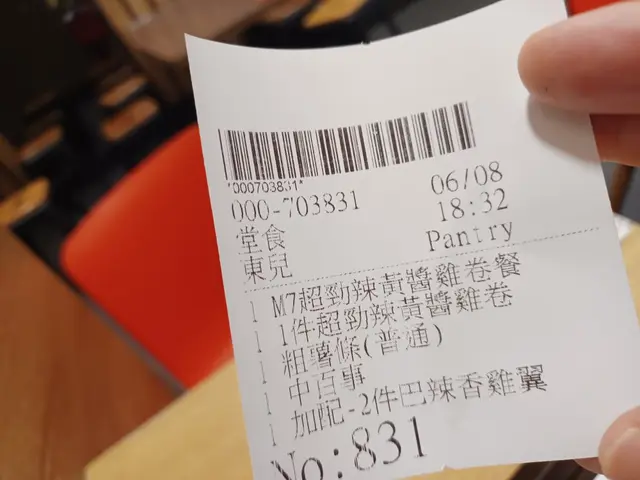 *000703831*
000-703831 06/08
堂食 18:32
東兒 Pantry
1 M7超勁辣黃醬雞卷餐
1 1件超勁辣黃醬雞卷
1 粗薯條(普通)
1 中百事
1 加配-2件巴辣香雞翼
No:831